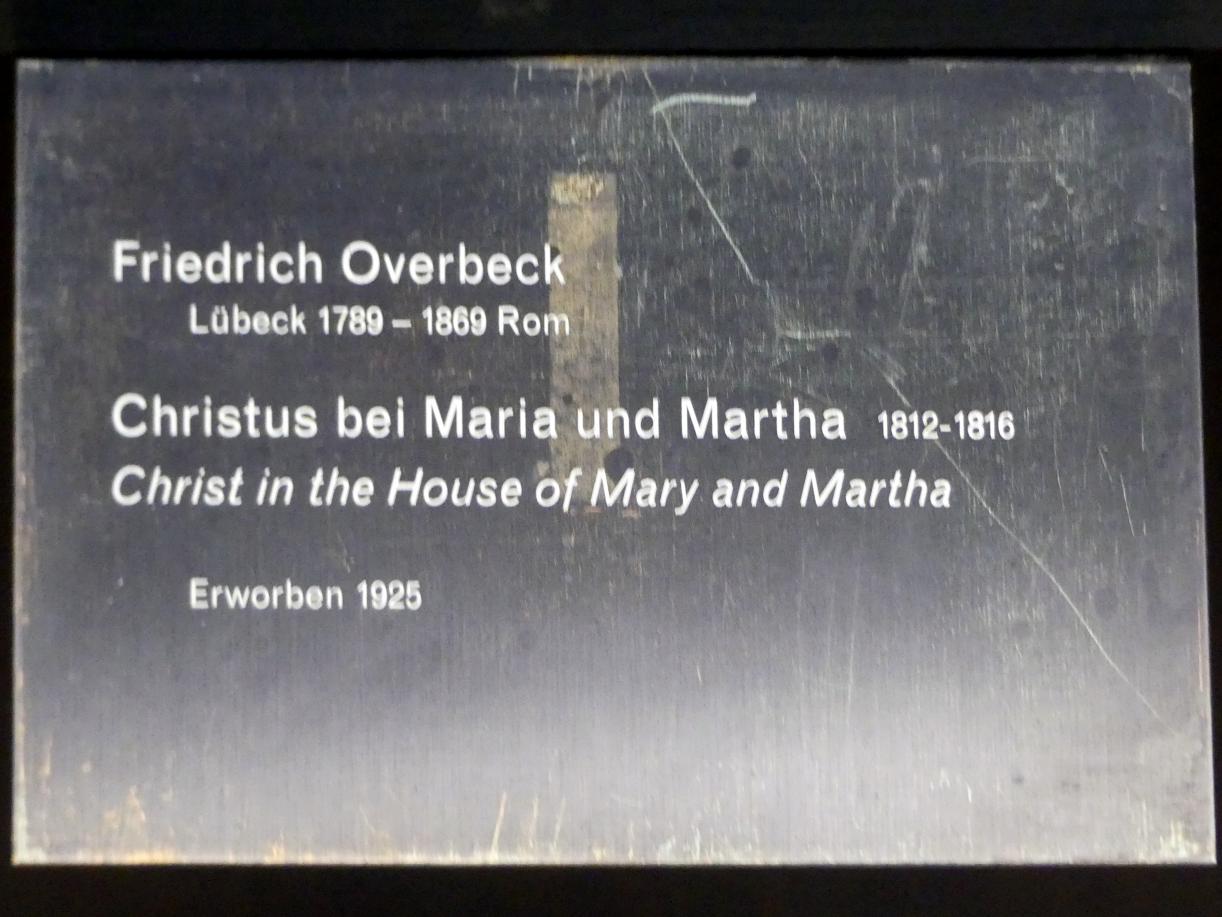 Friedrich Overbeck
Lübeck 1789 – 1869 Rom
Christus bei Maria und Martha 1812-1816
Christ in the House of Mary and Martha
Erworben 1925